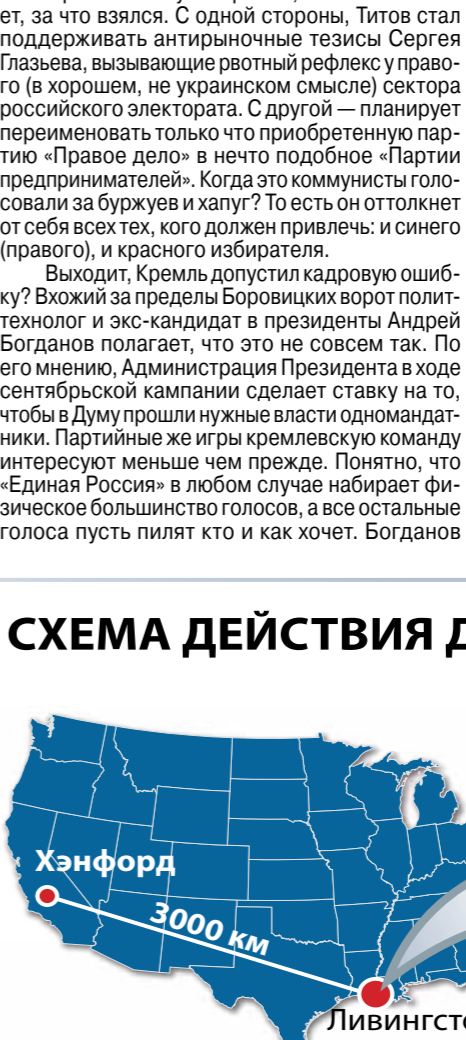 ет, за что взялся. С одной стороны, Титов стал
поддерживать антирыночные тезисы Сергея
Глазьева, вызывающие рвотный рефлекс у право-
го (в хорошем, не украинском смысле) сектора
российского электората. С другой — планирует
переименовать только что приобретенную пар-
тию «Правое дело» в нечто подобное «Партии
предпринимателей». Когда это коммунисты голо-
совали за буржуев и хапуг? То есть он оттолкнет
от себя всех тех, кого должен привлечь: и синего
(правого), и красного избирателя.
Выходит, Кремль допустил кадровую ошиб-
ку? Вхожий за пределы Боровицких ворот полит-
технолог и экс-кандидат в президенты Андрей
Богданов полагает, что это не совсем так. По
его мнению, Администрация Президента в ходе
сентябрьской кампании сделает ставку на то,
чтобы в Думу прошли нужные власти одномандат-
ники. Партийные же игры кремлевскую команду
интересуют меньше чем прежде. Понятно, что
«Единая Россия» в любом случае набирает фи-
зическое большинство голосов, а все остальные
голоса пусть пилят кто и как хочет. Богданов
СХЕМА ДЕЙСТВИЯ Д
Хэнфорд
3000 км
Ливингсто